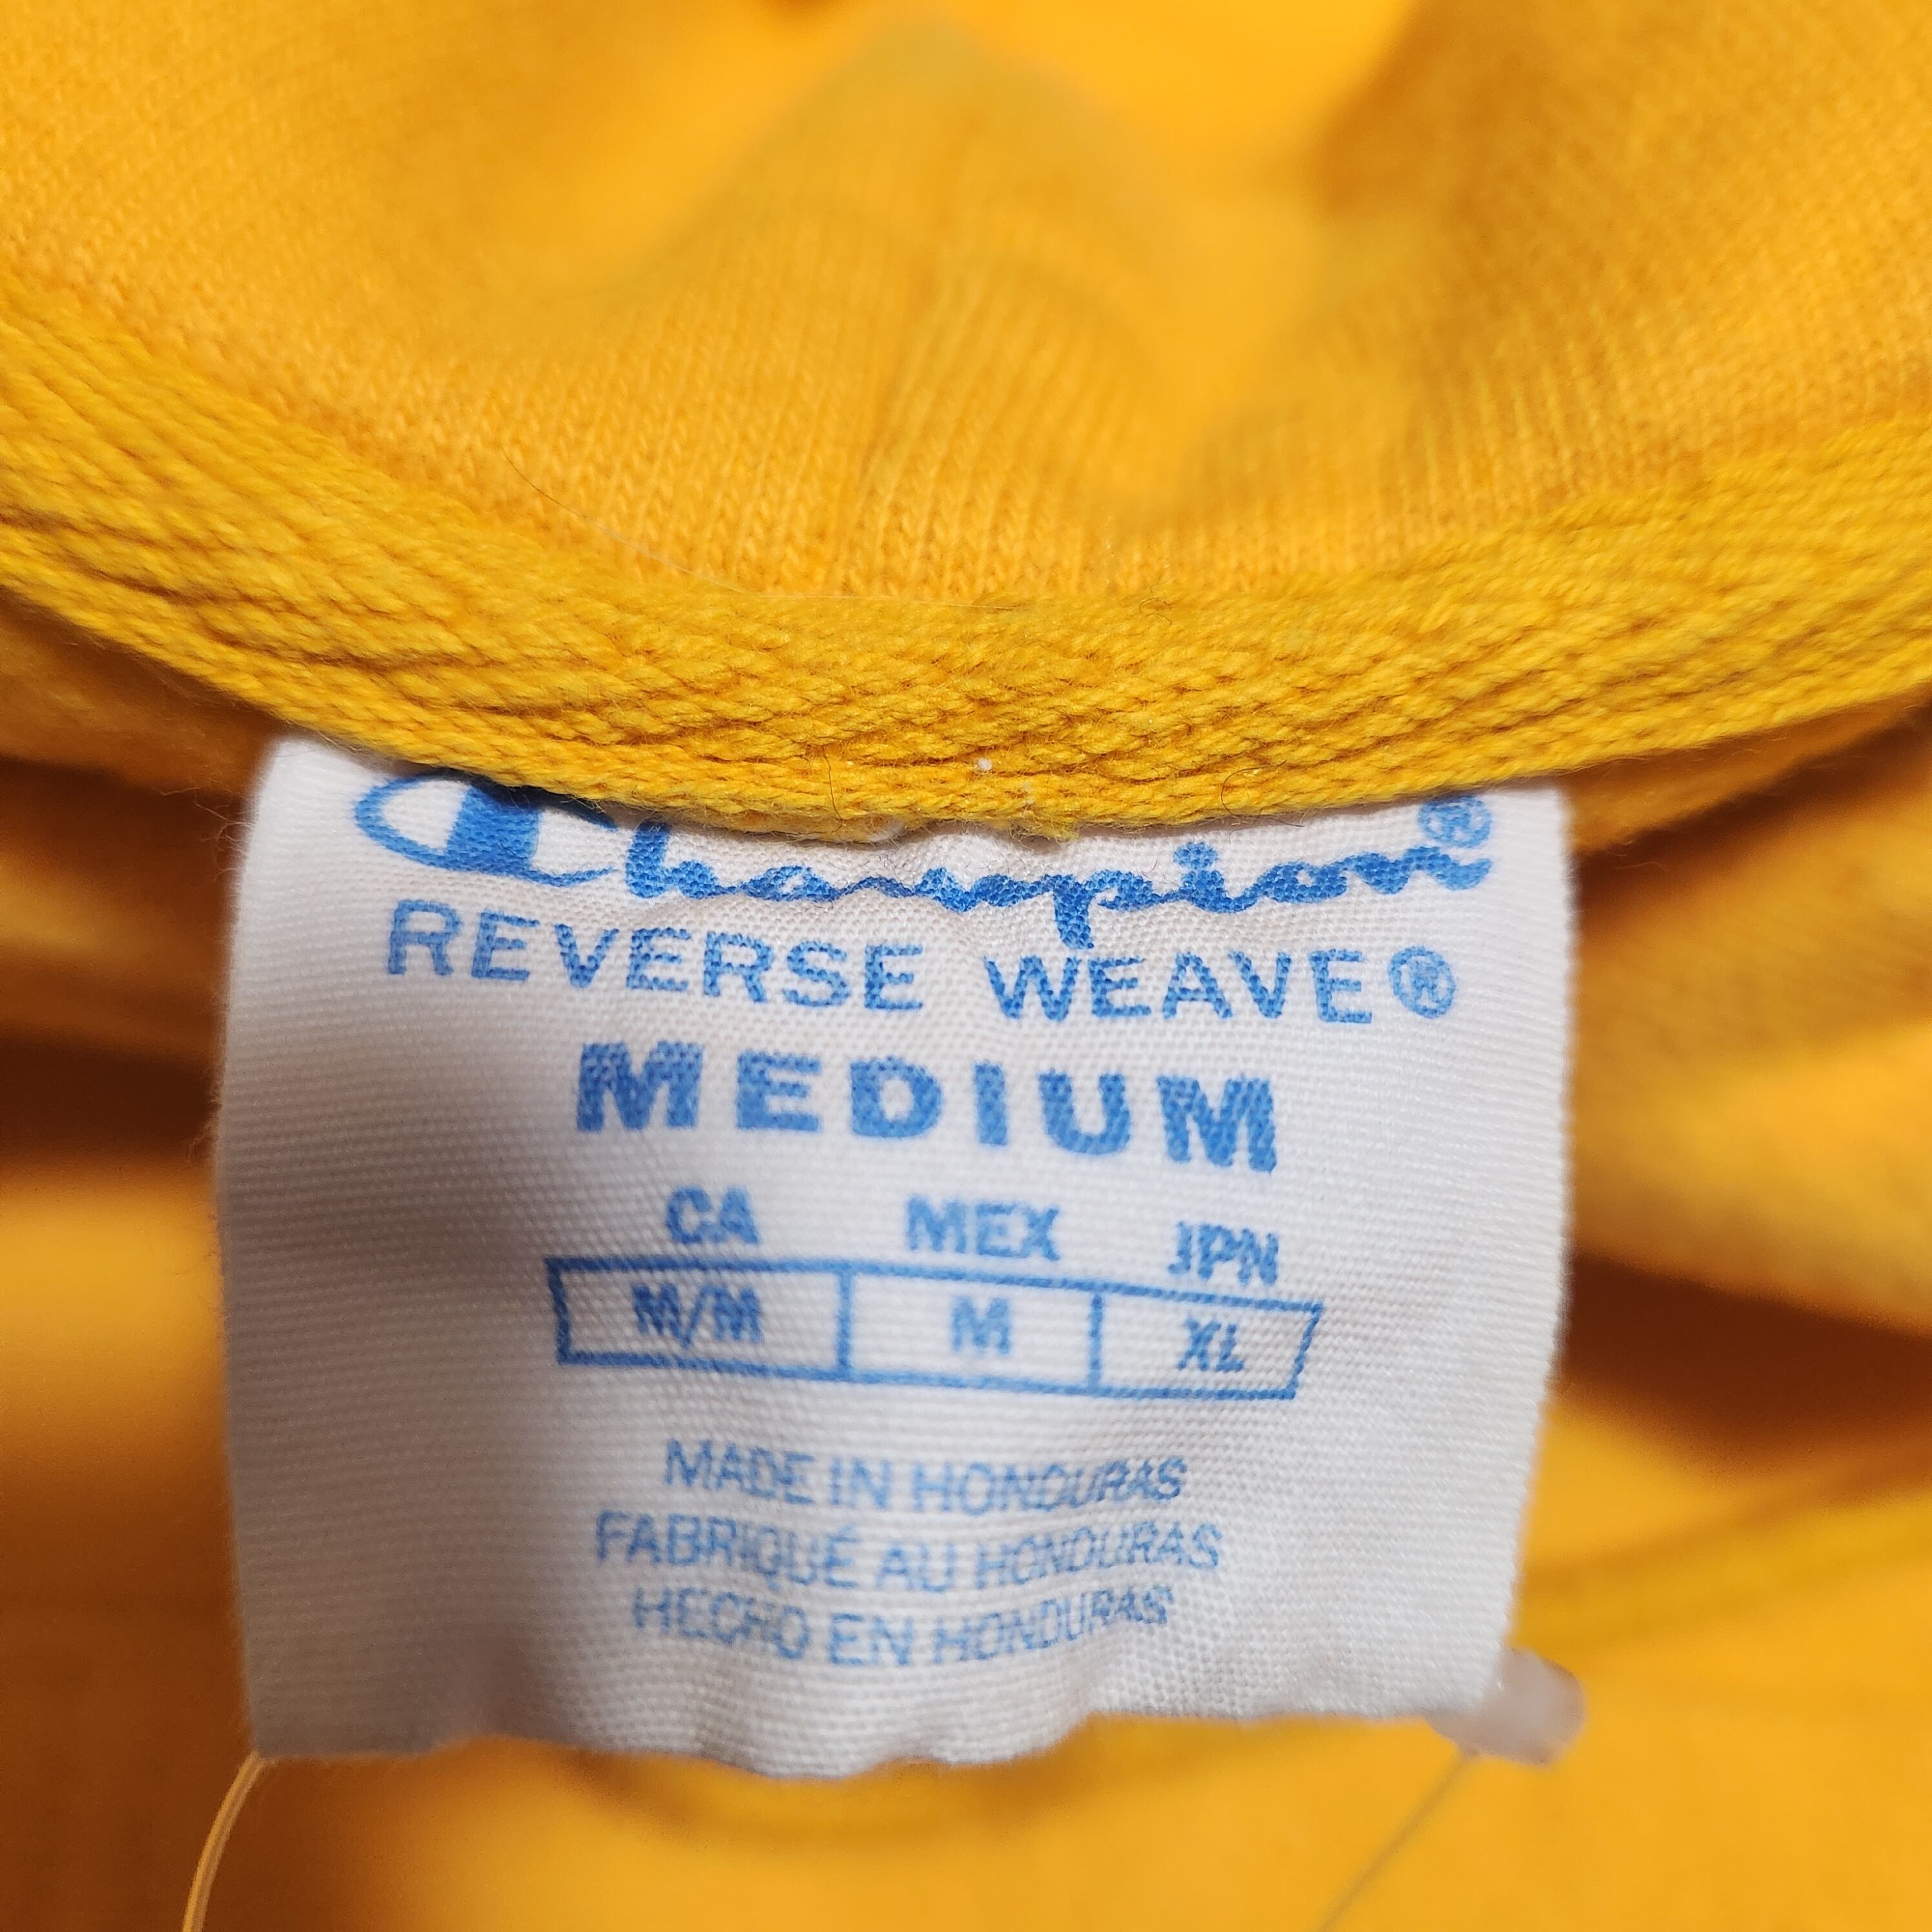 Champion®
REVERSE WEAVE®
MEDIUM
CA MEX JPN
M/M M XL
MADE IN HONDURAS
FABRIQUÉ AU HONDURAS
HECHO EN HONDURAS